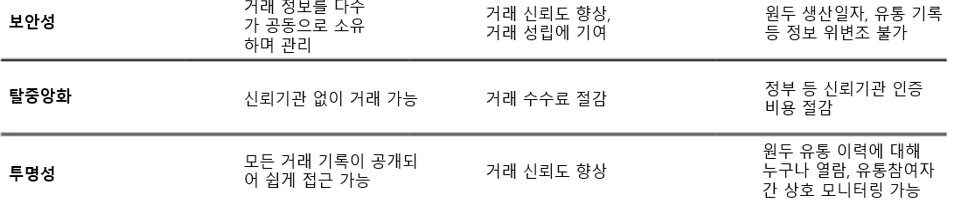 보안성
거래 정보를 다수
가 공동으로 소유
하며 관리
거래 신뢰도 향상,
거래 성립에 기여
원두 생산일자, 유통 기록
등 정보 위변조 불가
탈중앙화
신뢰기관 없이 거래 가능
거래 수수료 절감
정부 등 신뢰기관 인증
비용 절감
투명성
모든 거래 기록이 공개되
어 쉽게 접근 가능
거래 신뢰도 향상
원두 유통 이력에 대해
누구나 열람, 유통참여자
간 상호 모니터링 가능